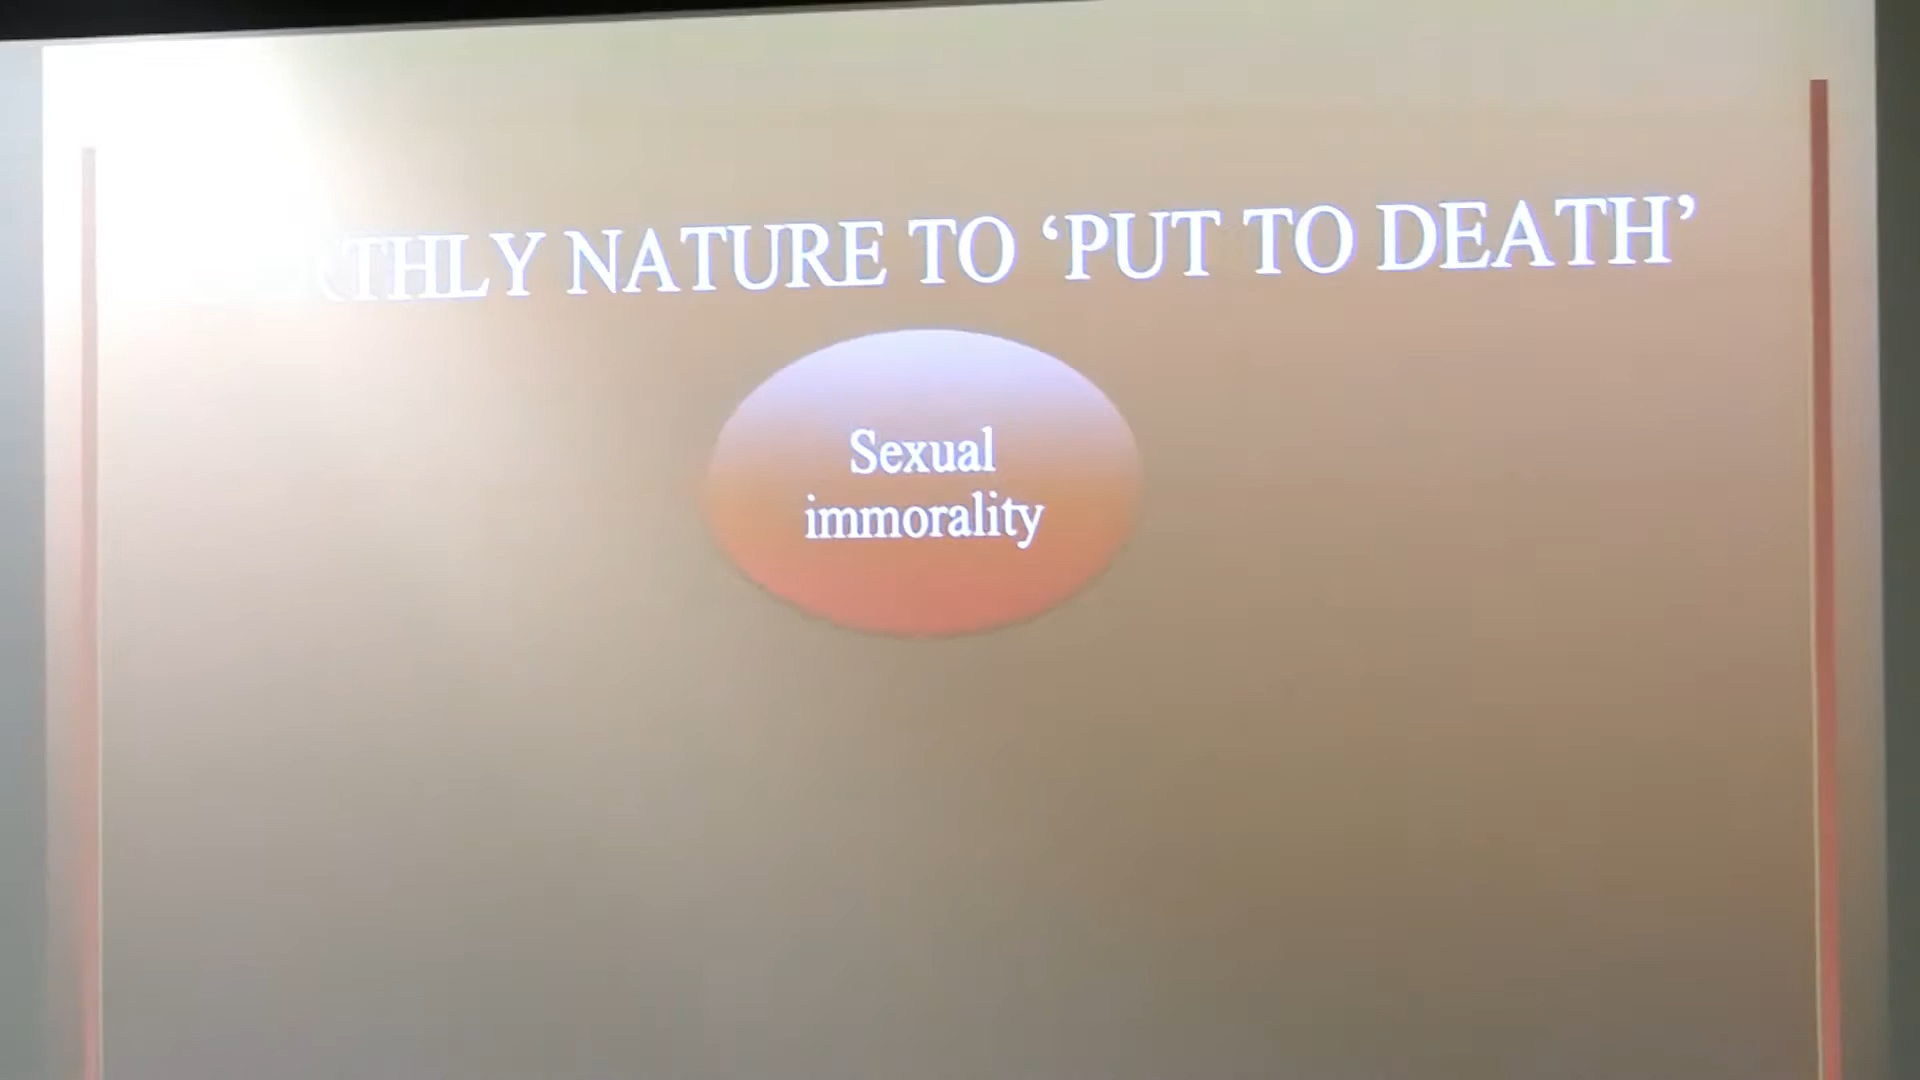 NATURE TO ‘PUT TO DEATH’
Sexual
immorality